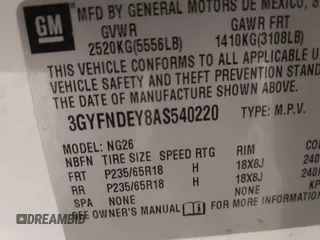 GM
MFD BY GENERAL MOTORS DE MEXICO, S
GVWR GAWR FRT
2520KG(5556LB) 1410KG(3108LB)
THIS VEHICLE CONFORMS TO ALL APPLICABLE
VEHICLE SAFETY AND THEFT PREVENTION
OF MANUFACTURE SHOWN ABOVE.
3GYFNDEY8AS540220 TYPE: M.P.V.
MODEL: NG26
NBFN TIRE SIZE SPEED RTG RIM CO
FRT P235/65R18 H 18X8J 240
RR P235/65R18 H 18X8J 240K
SPA NONE NONE
SEE OWNER'S MANUAL FOR MORE INFORMATION
DREAMBID